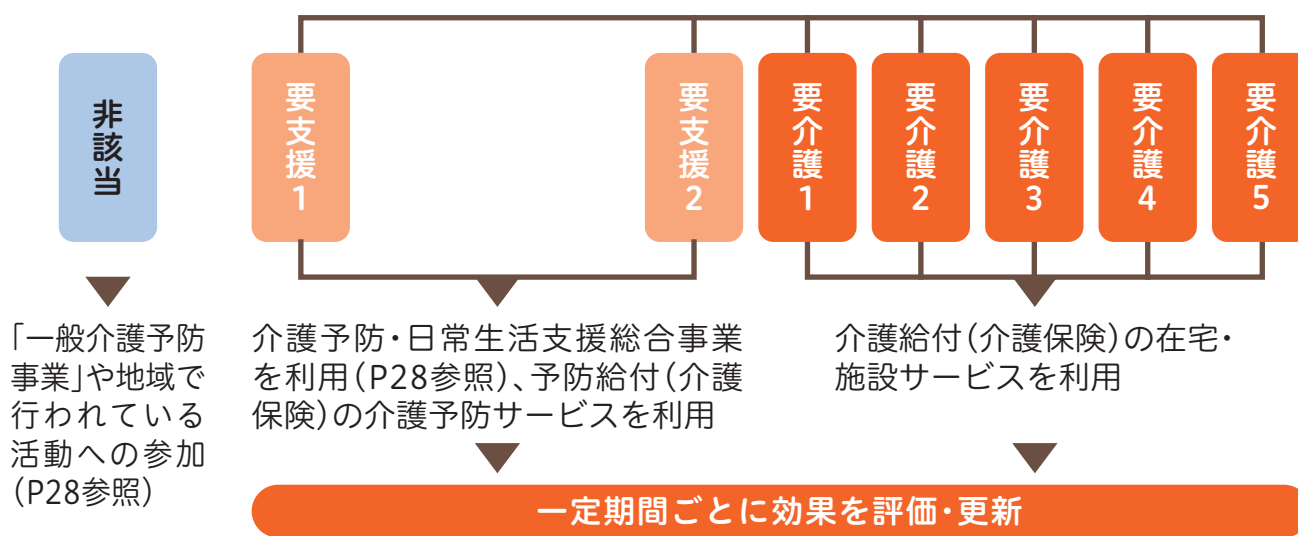 非該当
要支援1
要支援2
要介護1
要介護2
要介護3
要介護4
要介護5
「一般介護予防
事業」や地域で
行われている
活動への参加
(P28参照)
介護予防・日常生活支援総合事業
を利用(P28参照)、予防給付(介護
保険)の介護予防サービスを利用
介護給付(介護保険)の在宅・
施設サービスを利用
一定期間ごとに効果を評価・更新